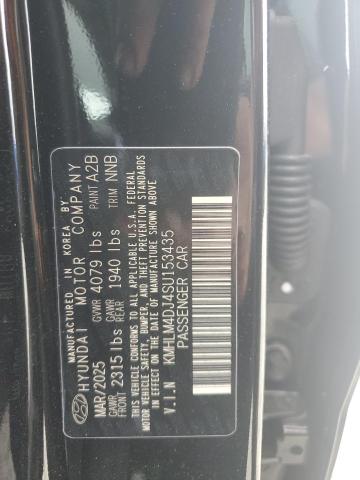 MANUFACTURED IN KOREA BY
HYUNDAI MOTOR COMPANY
MAR/2025 GVWR 4079 lbs PAINT A2B
GAWR FRONT 2315 lbs GAWR REAR 1940 lbs TRIM NNB
THIS VEHICLE CONFORMS TO ALL APPLICABLE U.S.A. FEDERAL
MOTOR VEHICLE SAFETY, BUMPER, AND THEFT PREVENTION STANDARDS
IN EFFECT ON THE DATE OF MANUFACTURE SHOWN ABOVE.
V.I.N KMHLM4DJ4SU153435
PASSENGER CAR